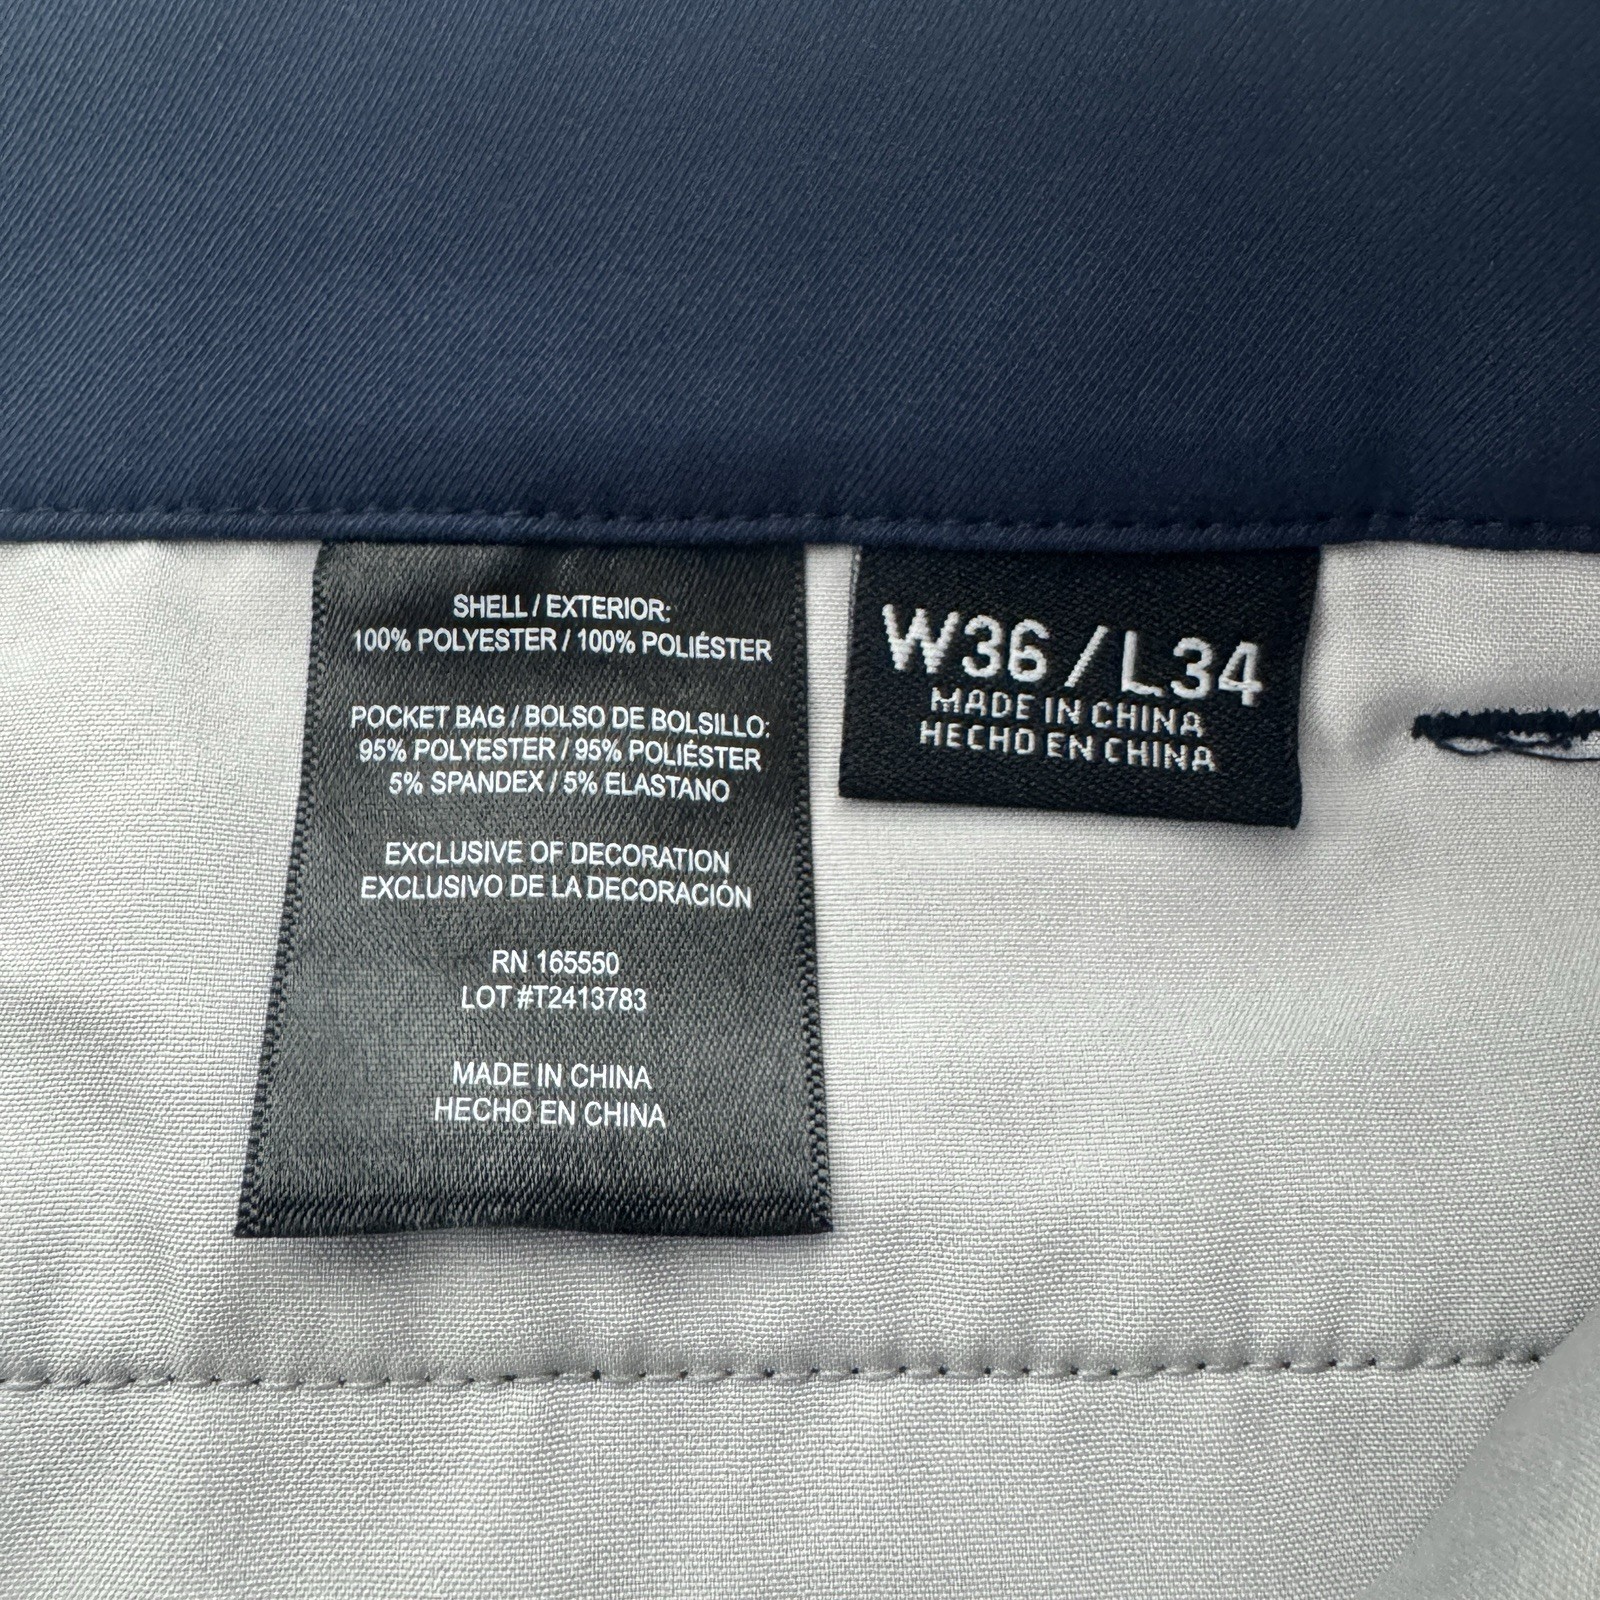 SHELL / EXTERIOR:
100% POLYESTER / 100% POLIÉSTER
POCKET BAG / BOLSO DE BOLSILLO:
95% POLYESTER / 95% POLIÉSTER
5% SPANDEX / 5% ELASTANO
EXCLUSIVE OF DECORATION
EXCLUSIVO DE LA DECORACIÓN
RN 165550
LOT #T2413783
MADE IN CHINA
HECHO EN CHINA
W36 / L34
MADE IN CHINA
HECHO EN CHINA